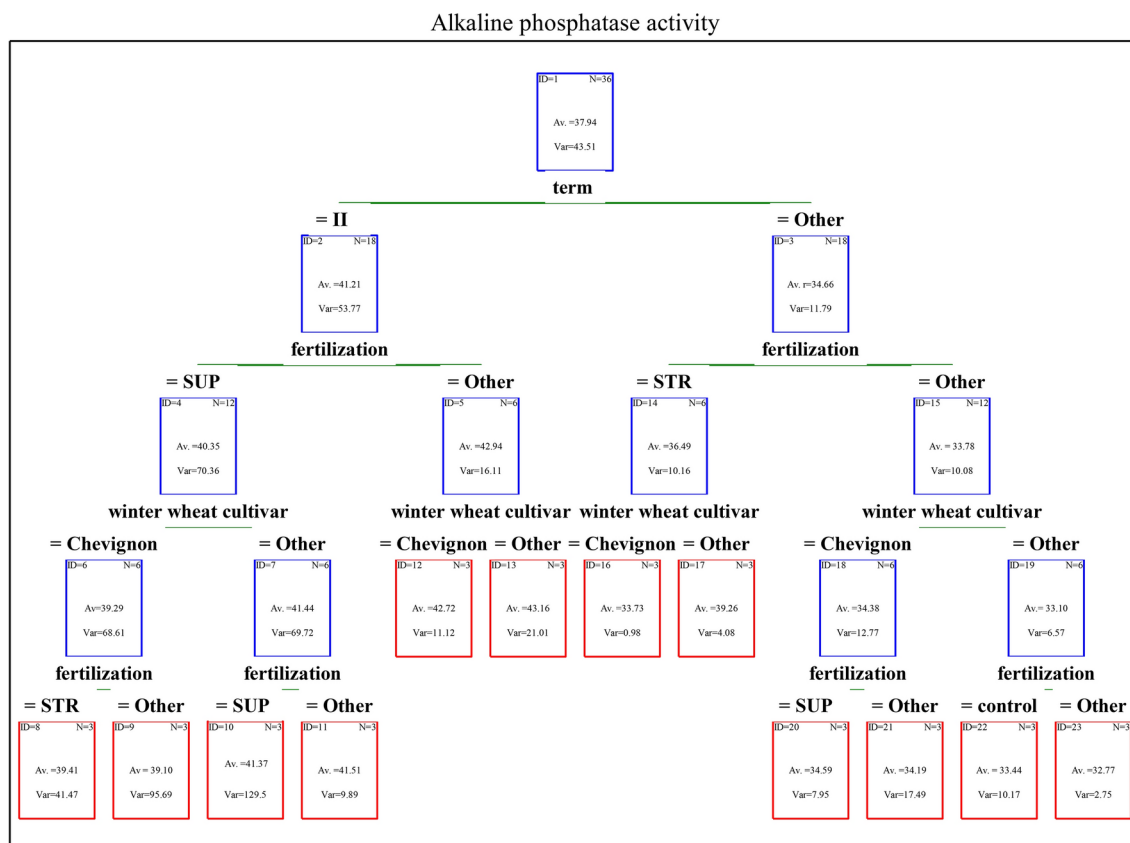 Alkaline phosphatase activity
ID=1 N=36
Av. =37.94
Var=43.51
term
= II = Other
ID=2 N=18 ID=3 N=18
Av. =41.21 Av. r=34.66
Var=53.77 Var=11.79
fertilization fertilization
= SUP = Other = STR = Other
ID=4 N=12 ID=5 N=6 ID=14 N=6 ID=15 N=12
Av. =40.35 Av. =42.94 Av. =36.49 Av. = 33.78
Var=70.36 Var=16.11 Var=10.16 Var=10.08
winter wheat cultivar winter wheat cultivar winter wheat cultivar winter wheat cultivar
= Chevignon = Other = Chevignon = Other = Chevignon = Other = Chevignon = Other
ID=6 N=6 ID=7 N=6 ID=12 N=3 ID=13 N=3 ID=16 N=3 ID=17 N=3 ID=18 N=6 ID=19 N=6
Av=39.29 Av. =41.44 Av. =42.72 Av. =43.16 Av. =33.73 Av. =39.26 Av. =34.38 Av. =33.10
Var=68.61 Var=69.72 Var=11.12 Var=21.01 Var=0.98 Var=4.08 Var=12.77 Var=6.57
fertilization fertilization fertilization fertilization
= STR = Other = SUP = Other = SUP = Other = control = Other
ID=8 N=3 ID=9 N=3 ID=10 N=3 ID=11 N=3 ID=20 N=3 ID=21 N=3 ID=22 N=3 ID=23 N=3
Av. =39.41 Av. = 39.10 Av. =41.37 Av. =41.51 Av. =34.59 Av. =34.19 Av. = 33.44 Av. =32.77
Var=41.47 Var=95.69 Var=129.5 Var=9.89 Var=7.95 Var=17.49 Var=10.17 Var=2.75